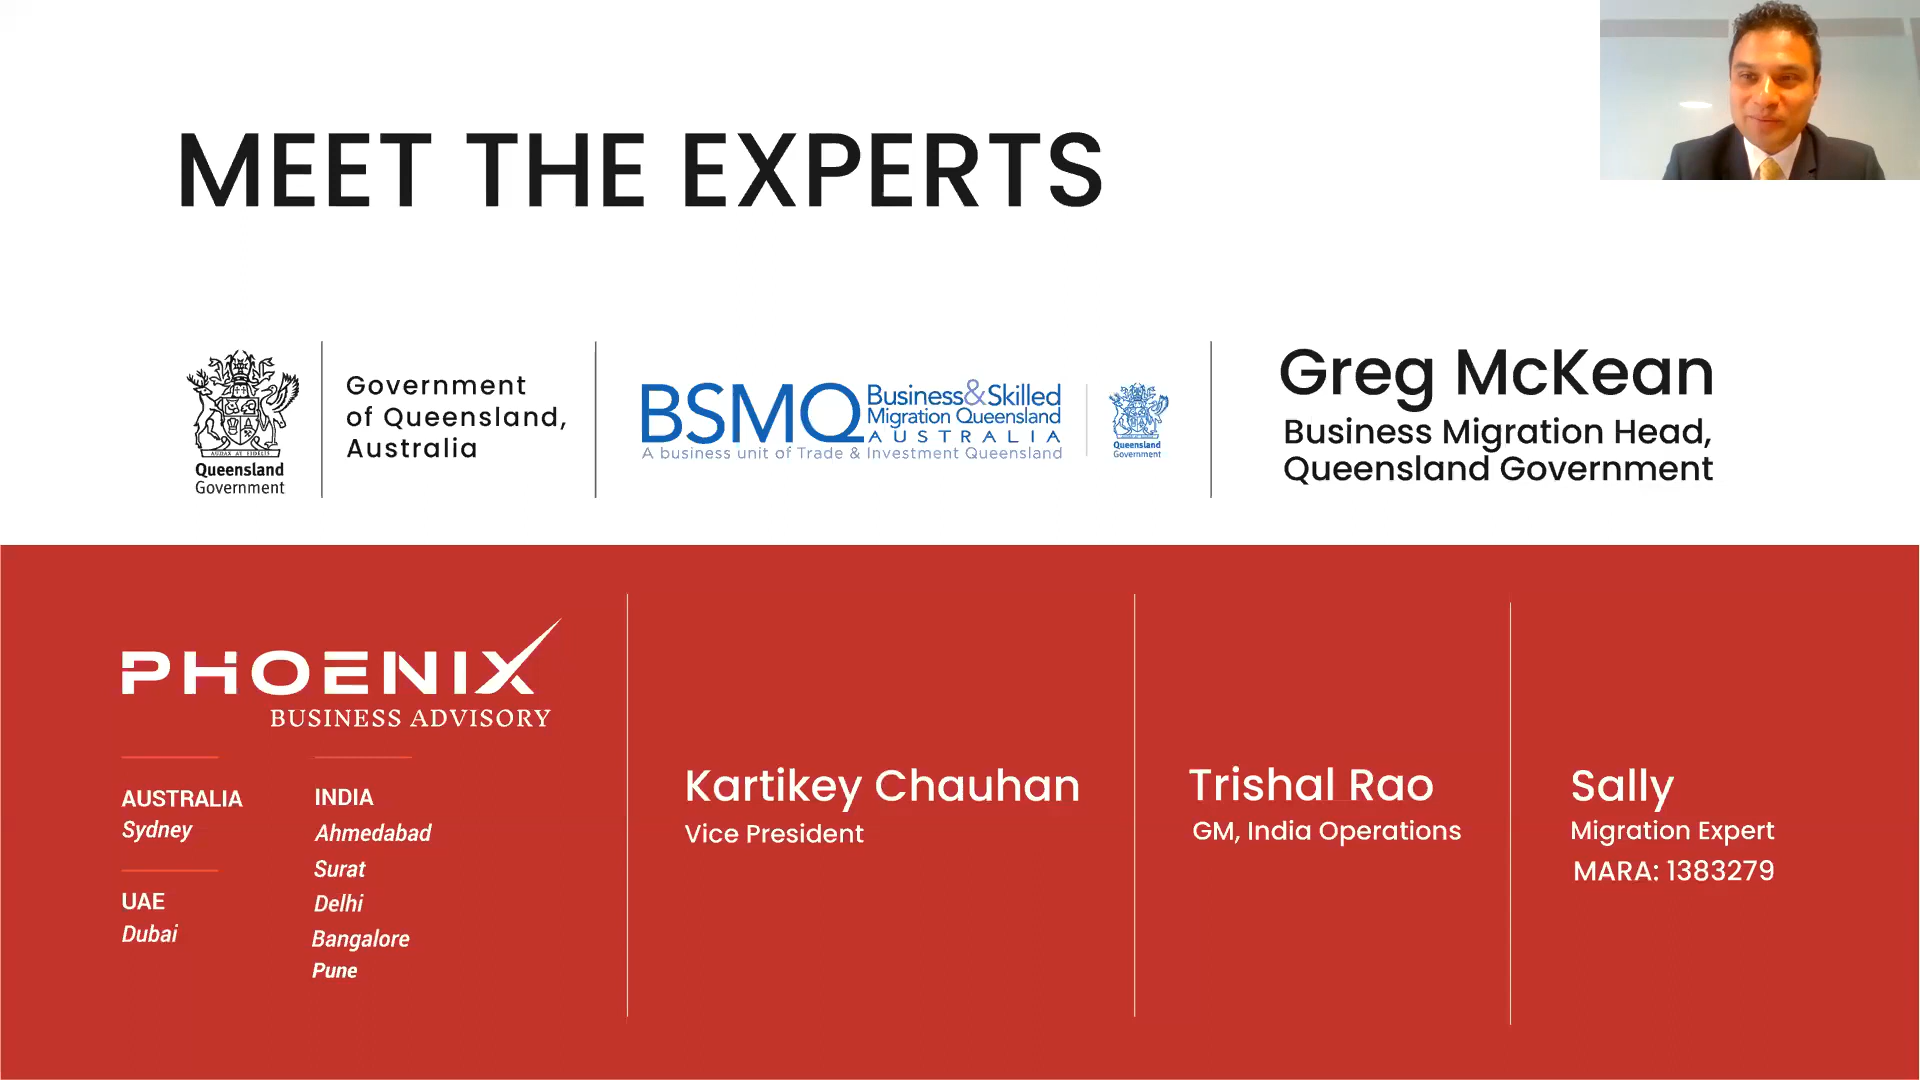 MEET THE EXPERTS
Queensland
Government
Government
of Queensland,
Australia
BSMQ
Business&Skilled
Migration Queensland
AUSTRALIA
A business unit of Trade & Investment Queensland
Queensland
Government
Greg McKean
Business Migration Head,
Queensland Government
PHOENIX
BUSINESS ADVISORY
AUSTRALIA
Sydney
UAE
Dubai
INDIA
Ahmedabad
Surat
Delhi
Bangalore
Pune
Kartikey Chauhan
Vice President
Trishal Rao
GM, India Operations
Sally
Migration Expert
MARA: 1383279